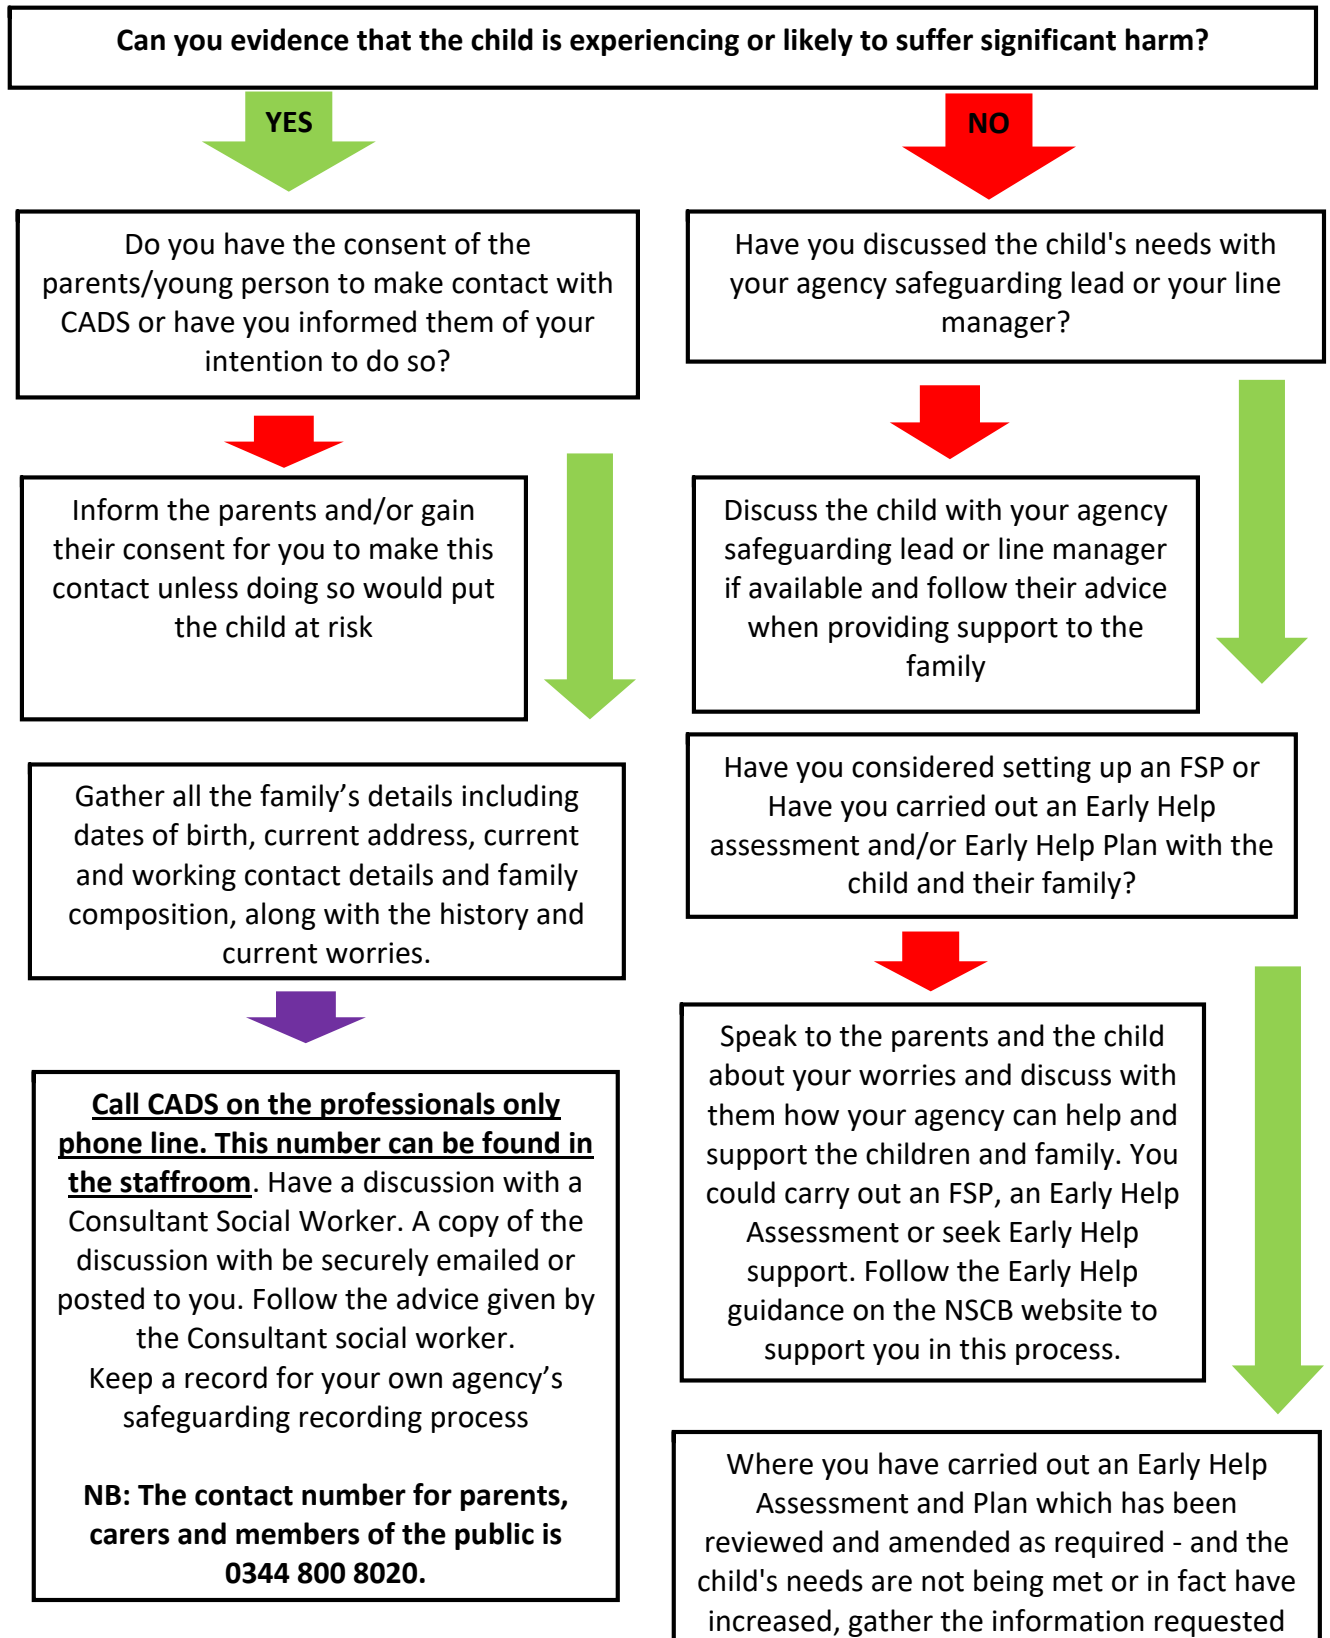 Can you evidence that the child is experiencing or likely to suffer significant harm?
YES
NO
Do you have the consent of the
parents/young person to make contact with
CADS or have you informed them of your
intention to do so?
Inform the parents and/or gain
their consent for you to make this
contact unless doing so would put
the child at risk
Gather all the family’s details including
dates of birth, current address, current
and working contact details and family
composition, along with the history and
current worries.
Call CADS on the professionals only
phone line. This number can be found in
the staffroom. Have a discussion with a
Consultant Social Worker. A copy of the
discussion with be securely emailed or
posted to you. Follow the advice given by
the Consultant social worker.
Keep a record for your own agency’s
safeguarding recording process
NB: The contact number for parents,
carers and members of the public is
0344 800 8020.
Have you discussed the child's needs with
your agency safeguarding lead or your line
manager?
Discuss the child with your agency
safeguarding lead or line manager
if available and follow their advice
when providing support to the
family
Have you considered setting up an FSP or
Have you carried out an Early Help
assessment and/or Early Help Plan with the
child and their family?
Speak to the parents and the child
about your worries and discuss with
them how your agency can help and
support the children and family. You
could carry out an FSP, an Early Help
Assessment or seek Early Help
support. Follow the Early Help
guidance on the NSCB website to
support you in this process.
Where you have carried out an Early Help
Assessment and Plan which has been
reviewed and amended as required - and the
child's needs are not being met or in fact have
increased, gather the information requested